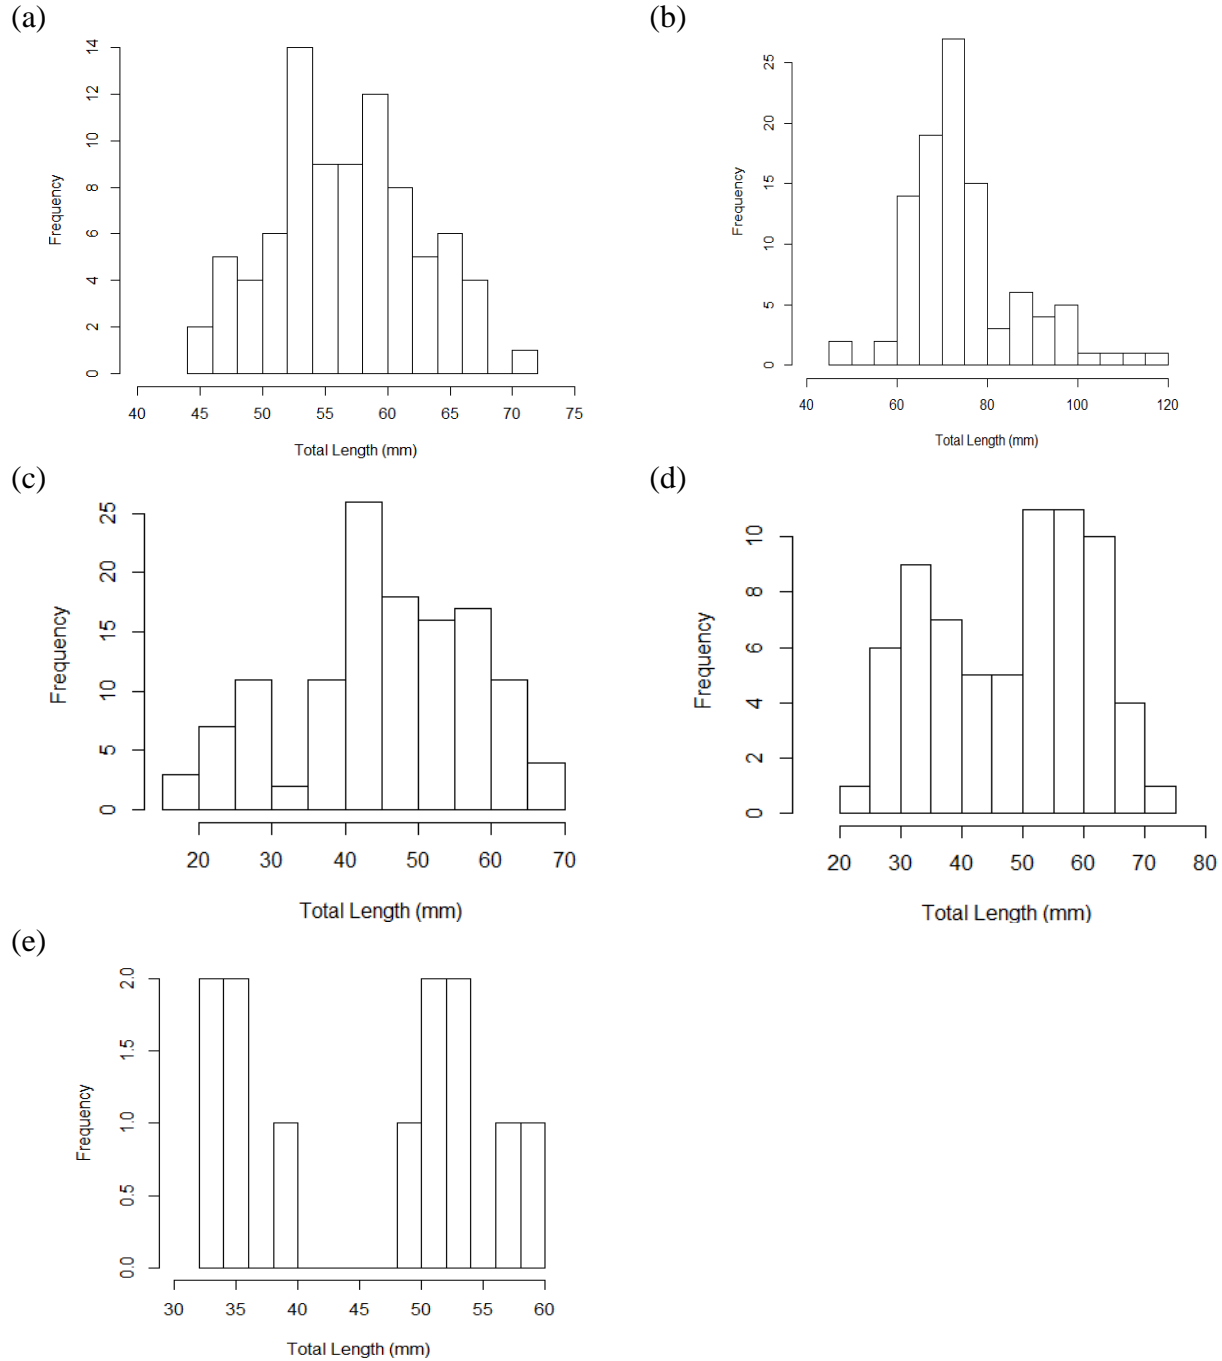 (a)
(b)
14
12
10
8
6
4
2
0
Frequency
40 45 50 55 60 65 70 75
Total Length (mm)
25
20
15
10
5
0
Frequency
40 60 80 100 120
Total Length (mm)
(c)
(d)
25
20
15
10
5
0
Frequency
20 30 40 50 60 70
Total Length (mm)
10
8
6
4
2
0
Frequency
20 30 40 50 60 70 80
Total Length (mm)
(e)
2.0
1.5
1.0
0.5
0.0
Frequency
30 35 40 45 50 55 60
Total Length (mm)